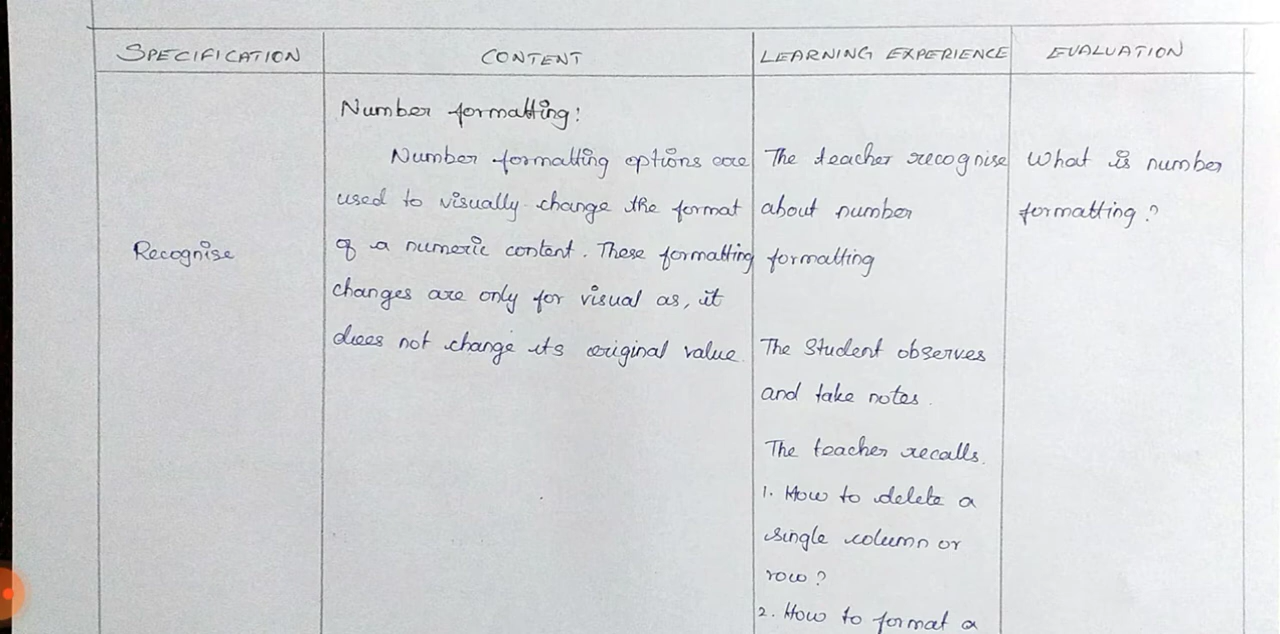 SPECIFICATION
CONTENT
LEARNING EXPERIENCE
EVALUATION
Recognise
Number formatting:
Number formatting options are
used to visually change the format
of a numeric content. These formatting
changes are only for visual as, it
does not change its original value.
The teacher recognise
about number
formatting
The Student observes
and take notes.
The teacher recalls.
1. How to delete a
single column or
row?
2. How to format a
What is number
formatting?